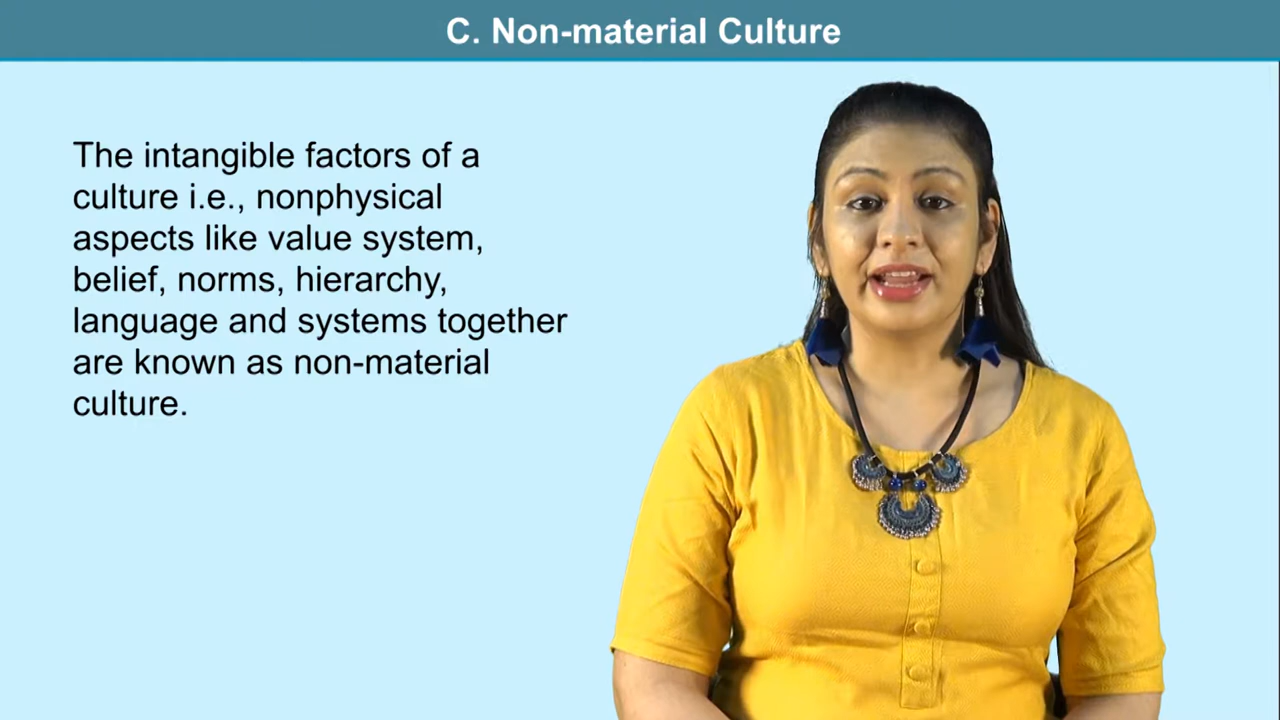 C. Non-material Culture
The intangible factors of a
culture i.e., nonphysical
aspects like value system,
belief, norms, hierarchy,
language and systems together
are known as non-material
culture.